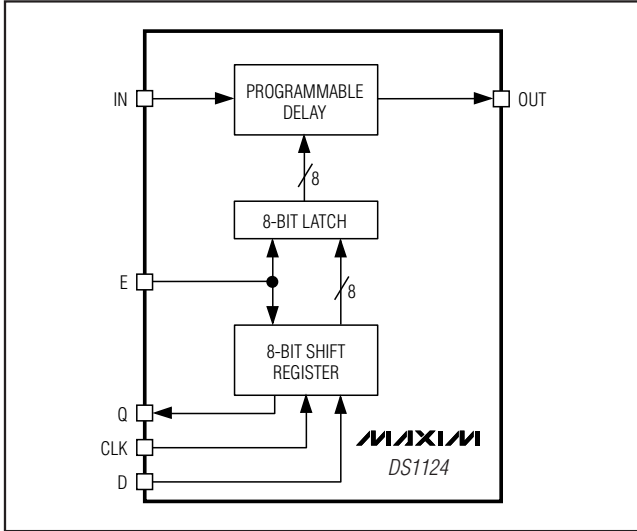 PROGRAMMABLE
DELAY
IN
OUT
8
8-BIT LATCH
E
8
8-BIT SHIFT
REGISTER
Q
CLK
D
MAXIM
DS1124